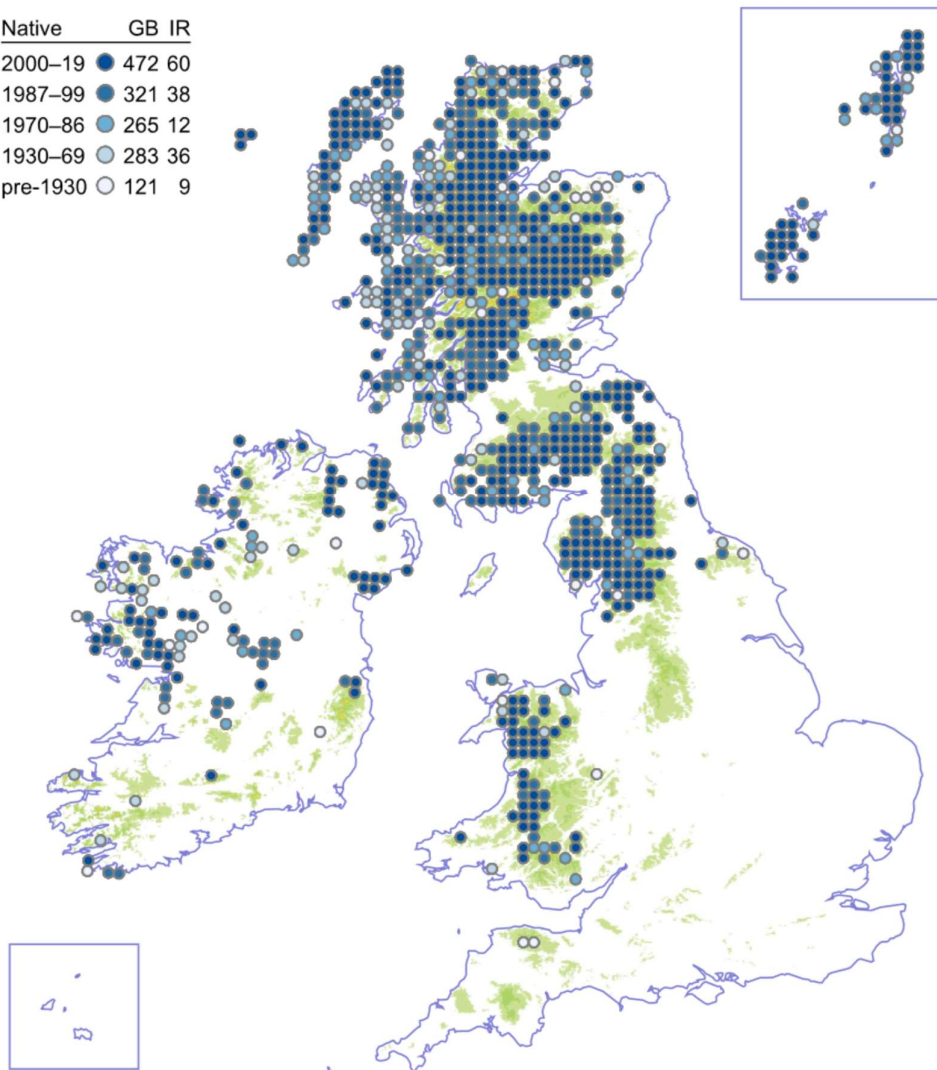 Native GB IR
2000–19 472 60
1987–99 321 38
1970–86 265 12
1930–69 283 36
pre-1930 121 9